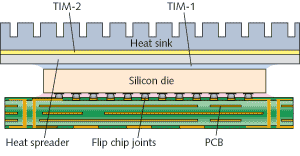 TIM-2 TIM-1
Heat sink
Silicon die
Heat spreader Flip chip joints PCB